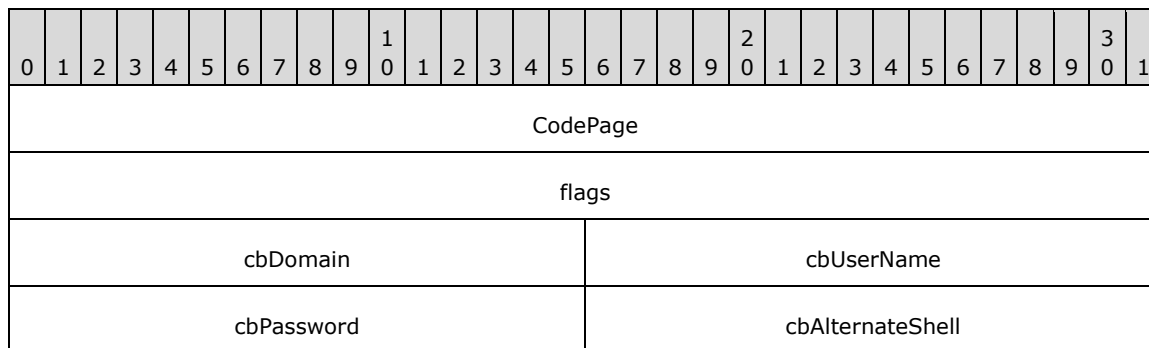 1 2 3
0 1 2 3 4 5 6 7 8 9 0 1 2 3 4 5 6 7 8 9 0 1 2 3 4 5 6 7 8 9 0 1
CodePage
flags
cbDomain cbUserName
cbPassword cbAlternateShell